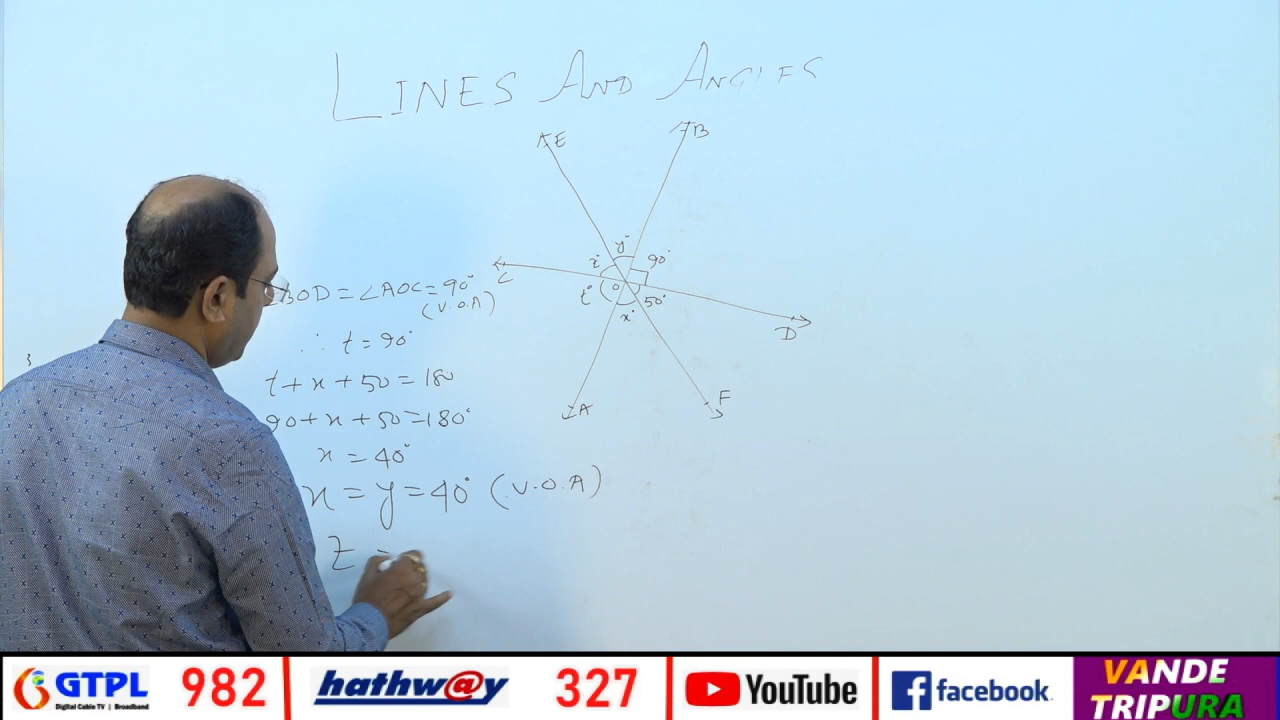 LINES AND ANGLES
E
B
y°
90°
z°
C
t°
O
50°
x°
D
A
F
BOD = ∠AOC = 90°
(V.O.A)
∴ t = 90°
t + x + 50 = 180
90 + x + 50 = 180°
x = 40°
x = y = 40° (V.O.A)
z =
GTPL 982 hathw@y 327 YouTube facebook. VANDE
Digital Cable TV | Broadband TRIPURA